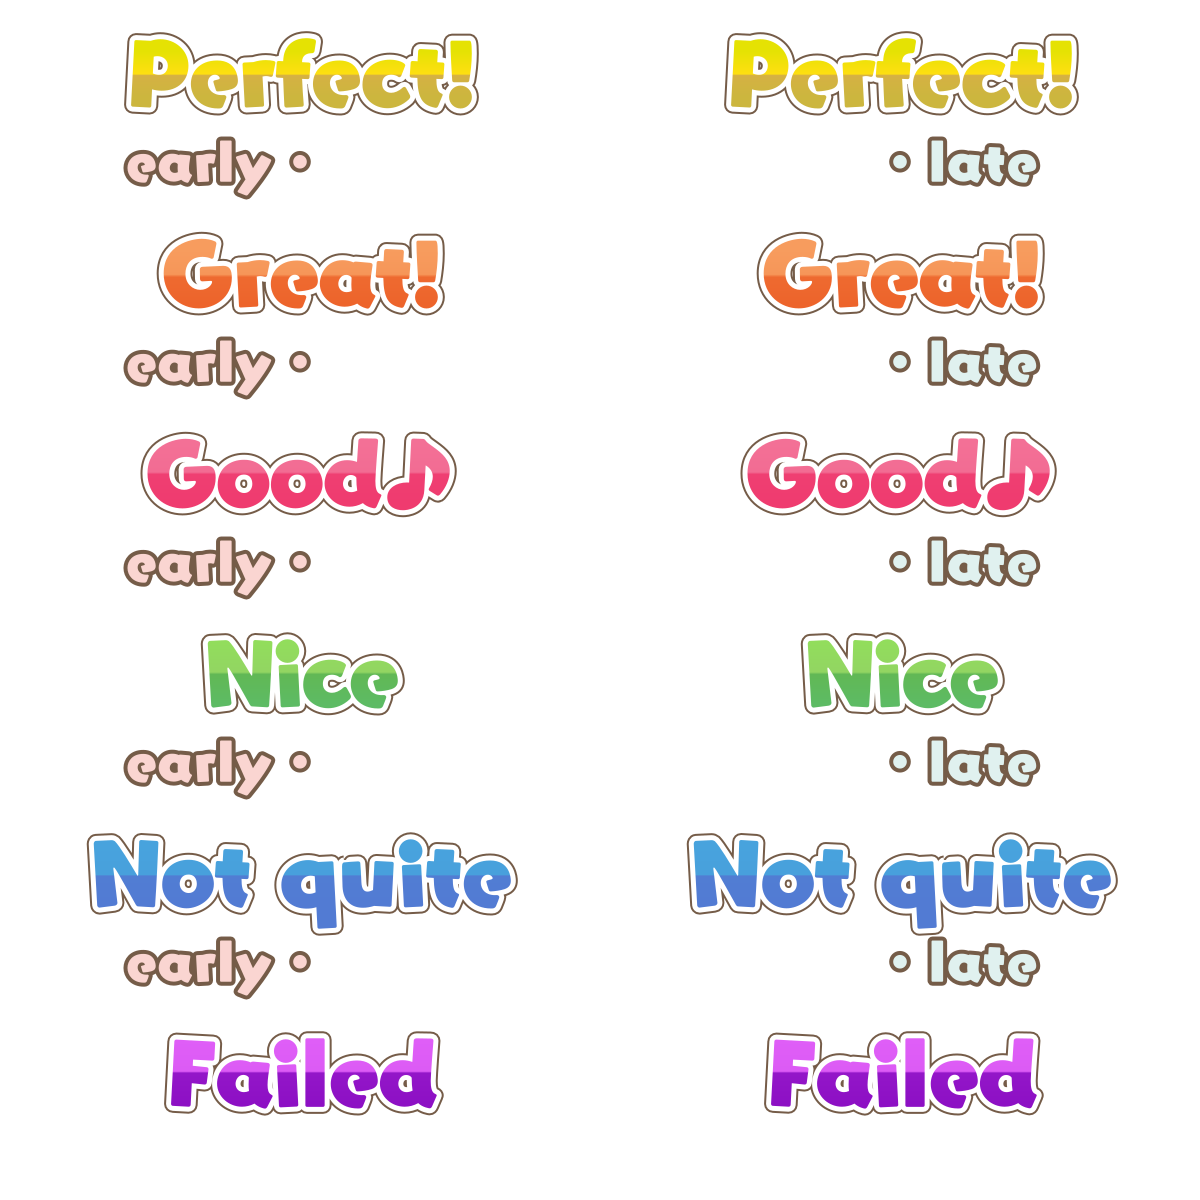 Perfect! Perfect!
early • • late
Great! Great!
early • • late
Good♪ Good♪
early • • late
Nice Nice
early • • late
Not quite Not quite
early • • late
Failed Failed